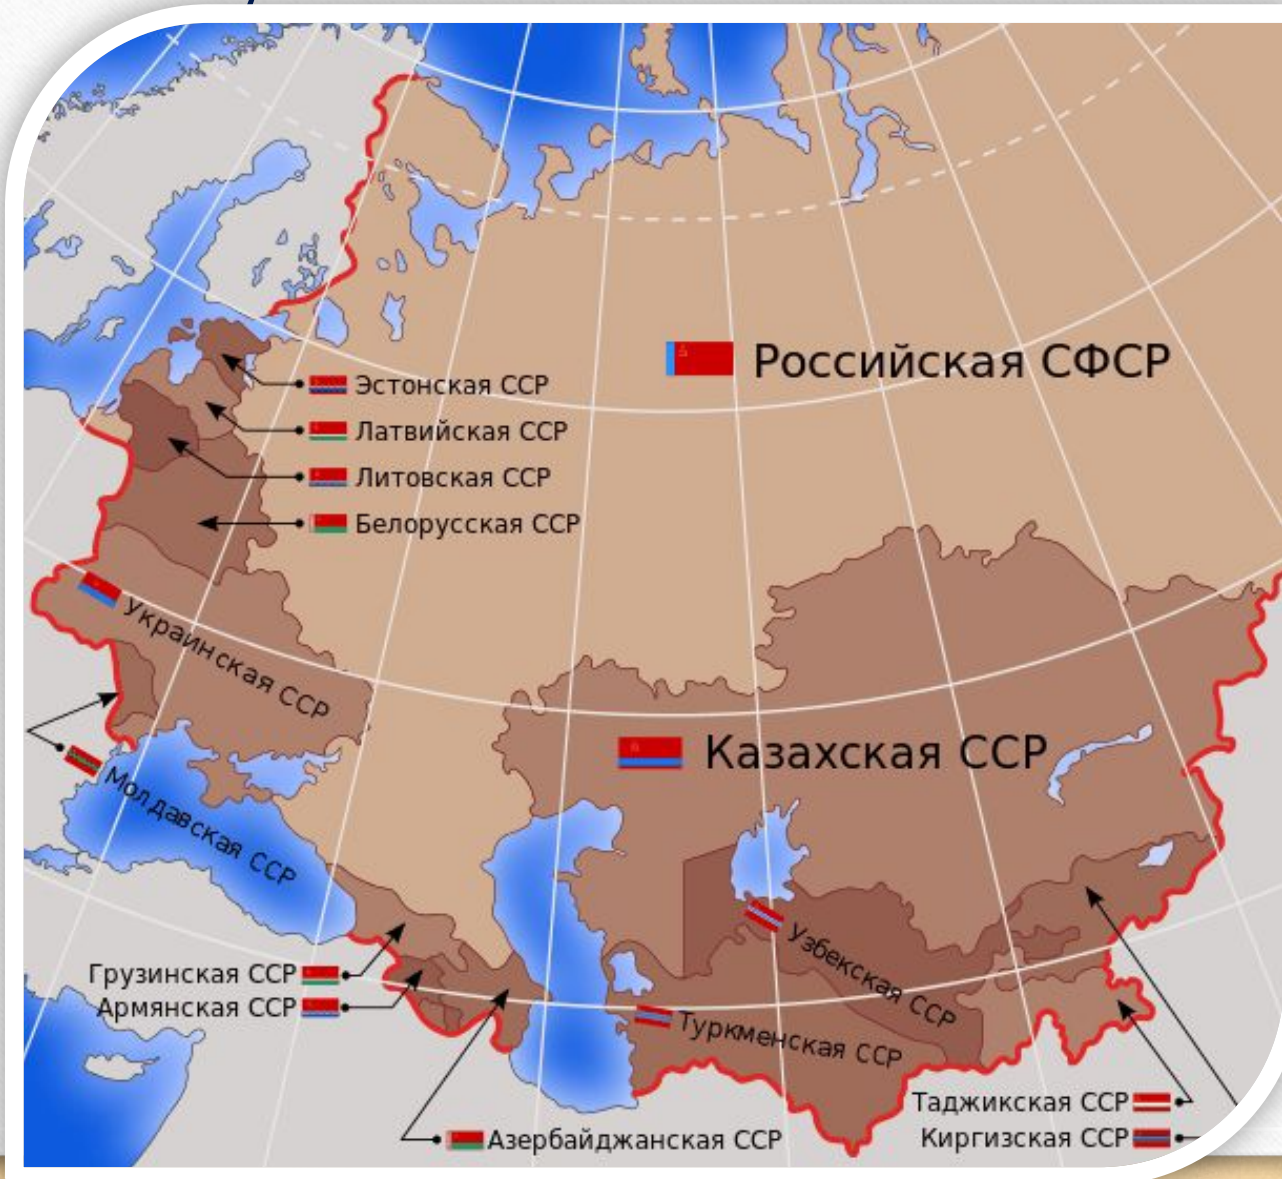 Российская СФСР
Эстонская ССР
Латвийская ССР
Литовская ССР
Белорусская ССР
Украинская ССР
Казахская ССР
Молдавская ССР
Узбекская ССР
Грузинская ССР
Армянская ССР
Туркменская ССР
Таджикская ССР
Киргизская ССР
Азербайджанская ССР